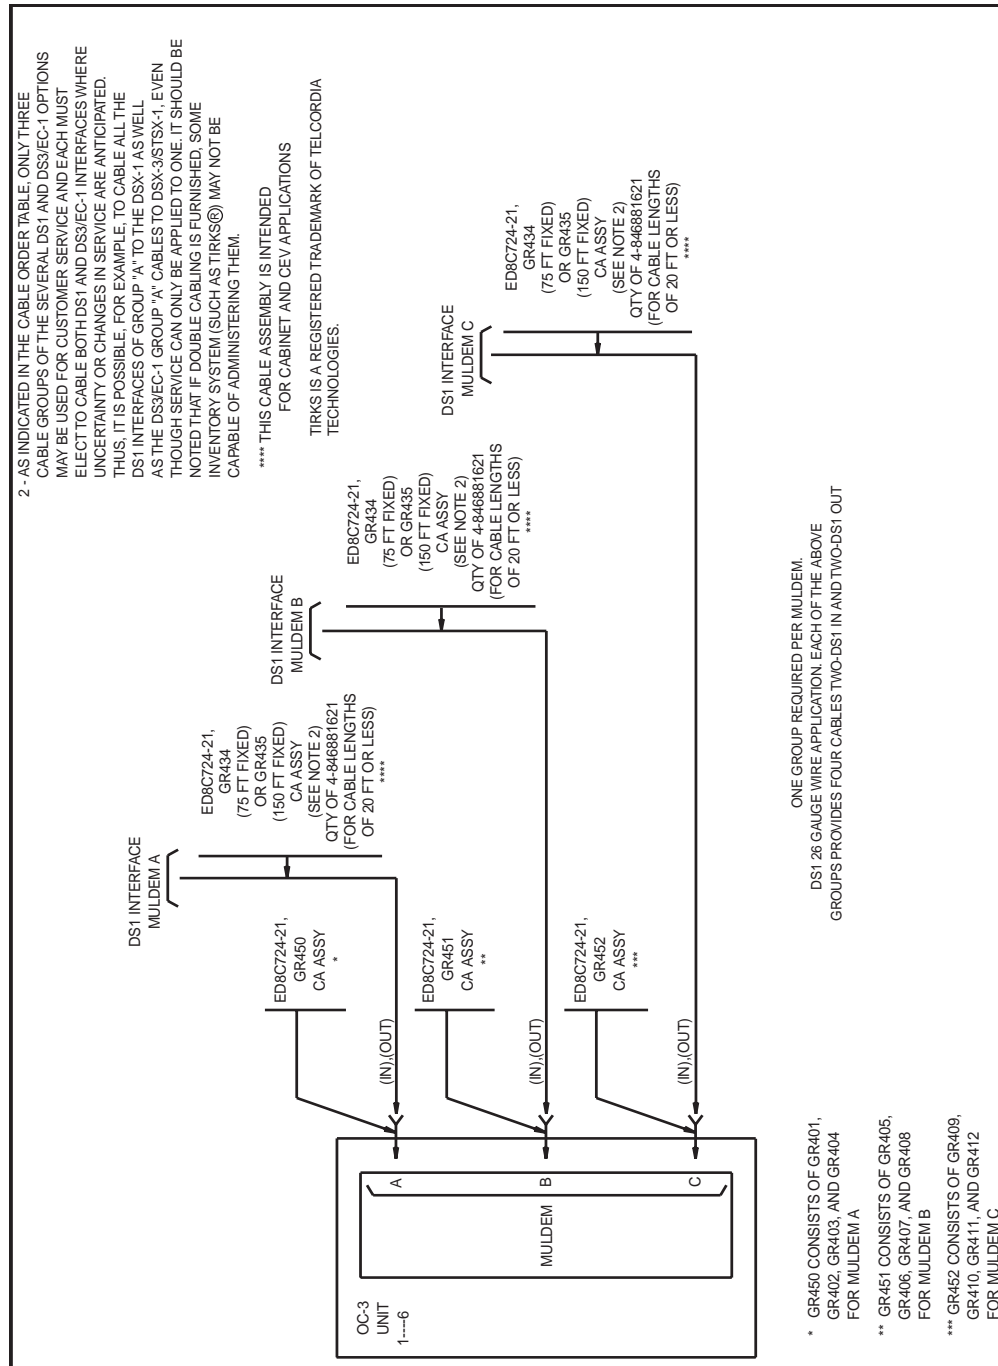 2 - AS INDICATED IN THE CABLE ORDER TABLE, ONLY THREE
CABLE GROUPS OF THE SEVERAL DS1 AND DS3/EC-1 OPTIONS
MAY BE USED FOR CUSTOMER SERVICE AND EACH MUST
ELECT TO CABLE BOTH DS1 AND DS3/EC-1 INTERFACES WHERE
UNCERTAINTY OR CHANGES IN SERVICE ARE ANTICIPATED.
THUS, IT IS POSSIBLE, FOR EXAMPLE, TO CABLE ALL THE
DS1 INTERFACES OF GROUP "A" TO THE DSX-1 AS WELL
AS THE DS3/EC-1 GROUP "A" CABLES TO DSX-3/STSX-1, EVEN
THOUGH SERVICE CAN ONLY BE APPLIED TO ONE. IT SHOULD BE
NOTED THAT IF DOUBLE CABLING IS FURNISHED, SOME
INVENTORY SYSTEM (SUCH AS TIRKS®) MAY NOT BE
CAPABLE OF ADMINISTERING THEM.
**** THIS CABLE ASSEMBLY IS INTENDED
FOR CABINET AND CEV APPLICATIONS
TIRKS IS A REGISTERED TRADEMARK OF TELCORDIA
TECHNOLOGIES.
DS1 INTERFACE
MULDEM A
ED8C724-21,
GR434
(75 FT FIXED)
OR GR435
(150 FT FIXED)
CA ASSY
(SEE NOTE 2)
QTY OF 4-846881621
(FOR CABLE LENGTHS
OF 20 FT OR LESS)
****
DS1 INTERFACE
MULDEM B
ED8C724-21,
GR434
(75 FT FIXED)
OR GR435
(150 FT FIXED)
CA ASSY
(SEE NOTE 2)
QTY OF 4-846881621
(FOR CABLE LENGTHS
OF 20 FT OR LESS)
****
DS1 INTERFACE
MULDEM C
ED8C724-21,
GR434
(75 FT FIXED)
OR GR435
(150 FT FIXED)
CA ASSY
(SEE NOTE 2)
QTY OF 4-846881621
(FOR CABLE LENGTHS
OF 20 FT OR LESS)
****
ED8C724-21,
GR450
CA ASSY
*
(IN),(OUT)
ED8C724-21,
GR451
CA ASSY
**
(IN),(OUT)
ED8C724-21,
GR452
CA ASSY
***
(IN),(OUT)
OC-3
UNIT
1----6
MULDEM
A
B
C
ONE GROUP REQUIRED PER MULDEM.
DS1 26 GAUGE WIRE APPLICATION. EACH OF THE ABOVE
GROUPS PROVIDES FOUR CABLES TWO-DS1 IN AND TWO-DS1 OUT
* GR450 CONSISTS OF GR401,
GR402, GR403, AND GR404
FOR MULDEM A
** GR451 CONSISTS OF GR405,
GR406, GR407, AND GR408
FOR MULDEM B
*** GR452 CONSISTS OF GR409,
GR410, GR411, AND GR412
FOR MULDEM C